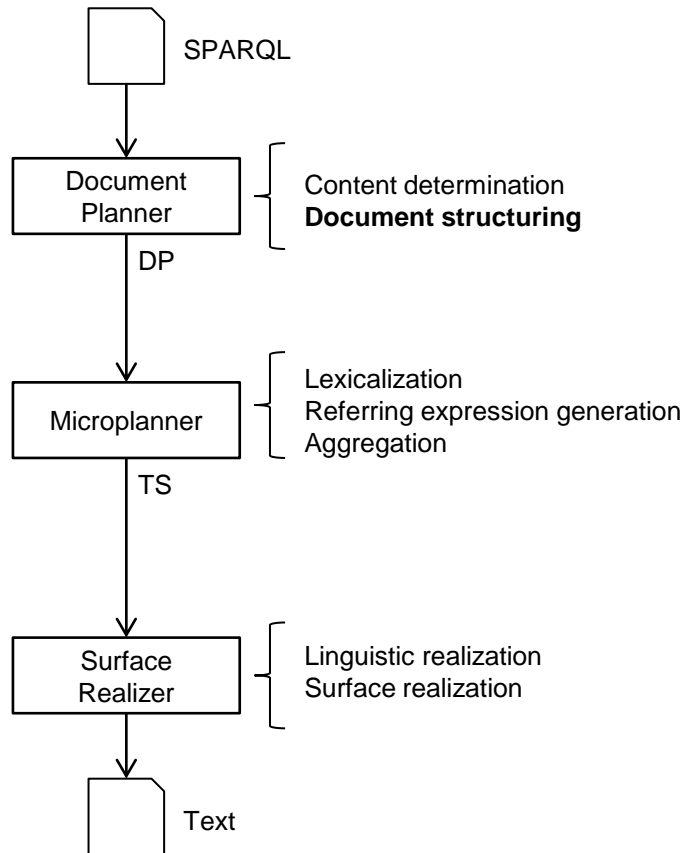 SPARQL
Document
Planner
Content determination
Document structuring
DP
Microplanner
Lexicalization
Referring expression generation
Aggregation
TS
Surface
Realizer
Linguistic realization
Surface realization
Text